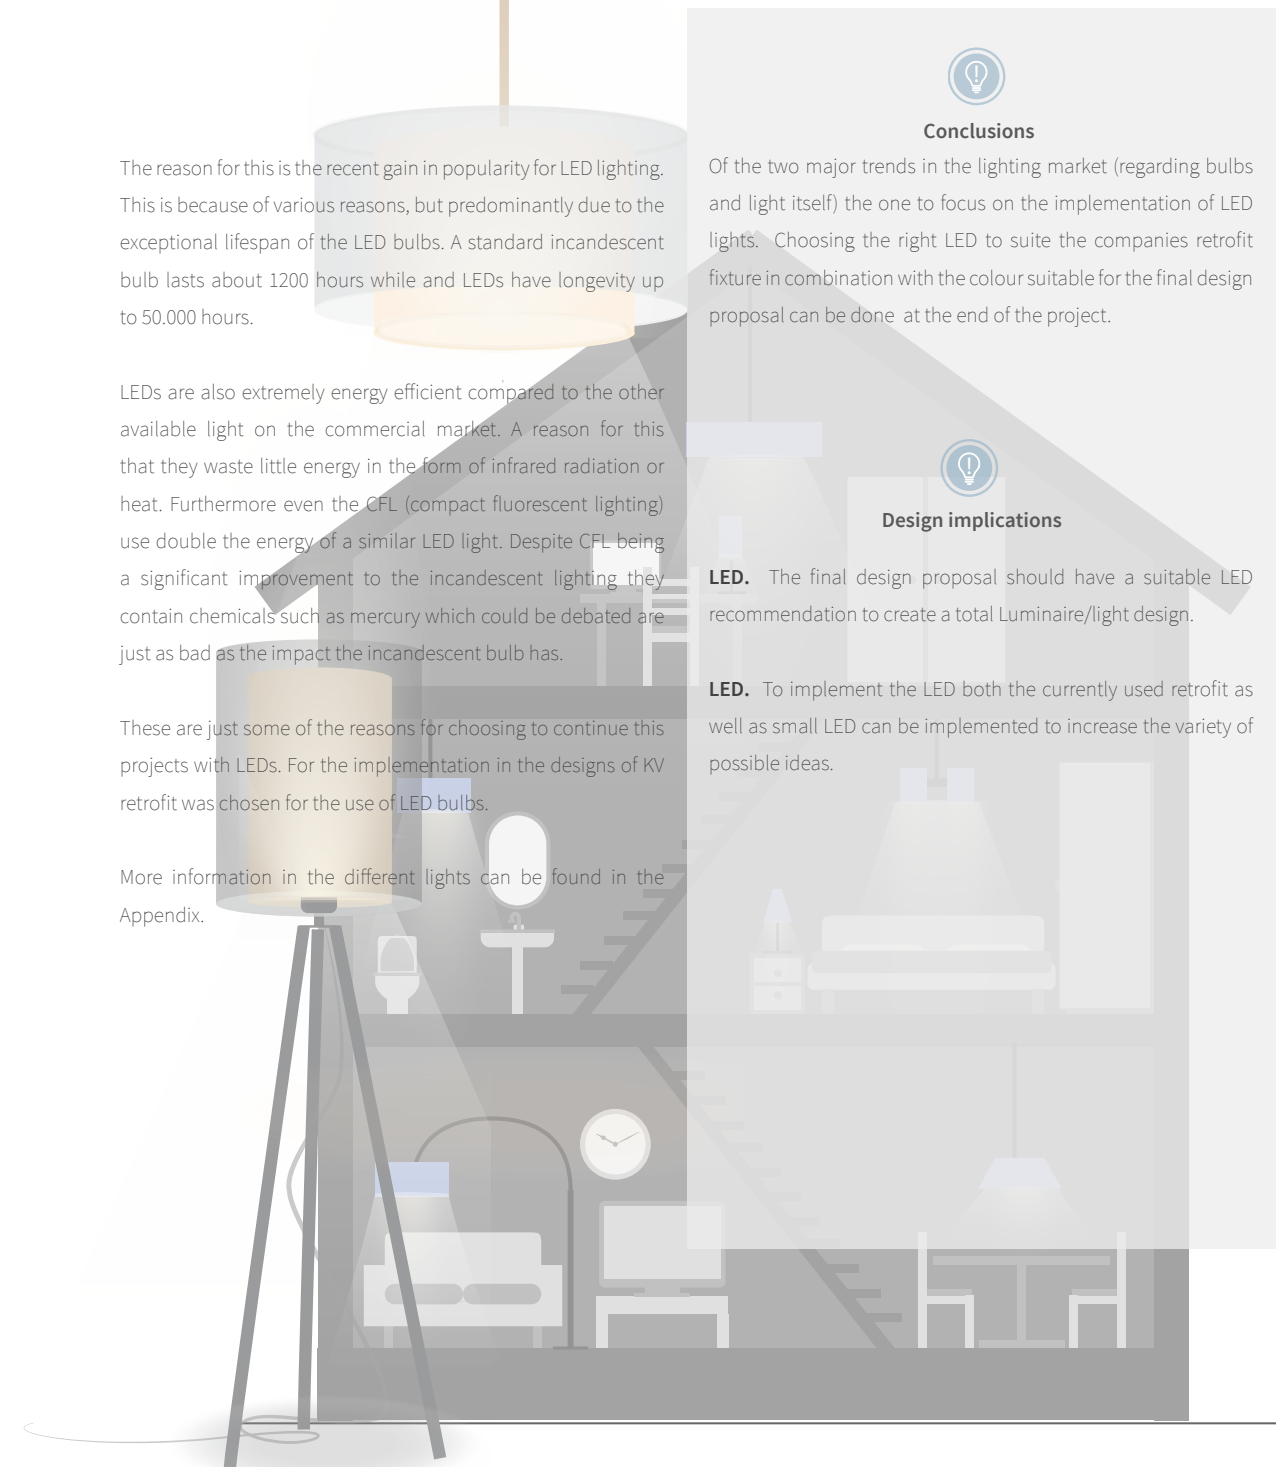 The reason for this is the recent gain in popularity for LED lighting.
This is because of various reasons, but predominantly due to the
exceptional lifespan of the LED bulbs. A standard incandescent
bulb lasts about 1200 hours while and LEDs have longevity up
to 50.000 hours.
LEDs are also extremely energy efficient compared to the other
available light on the commercial market. A reason for this
that they waste little energy in the form of infrared radiation or
heat. Furthermore even the CFL (compact fluorescent lighting)
use double the energy of a similar LED light. Despite CFL being
a significant improvement to the incandescent lighting they
contain chemicals such as mercury which could be debated are
just as bad as the impact the incandescent bulb has.
These are just some of the reasons for choosing to continue this
projects with LEDs. For the implementation in the designs of KV
retrofit was chosen for the use of LED bulbs.
More information in the different lights can be found in the
Appendix.
Conclusions
Of the two major trends in the lighting market (regarding bulbs
and light itself) the one to focus on the implementation of LED
lights. Choosing the right LED to suite the companies retrofit
fixture in combination with the colour suitable for the final design
proposal can be done at the end of the project.
Design implications
LED. The final design proposal should have a suitable LED
recommendation to create a total Luminaire/light design.
LED. To implement the LED both the currently used retrofit as
well as small LED can be implemented to increase the variety of
possible ideas.